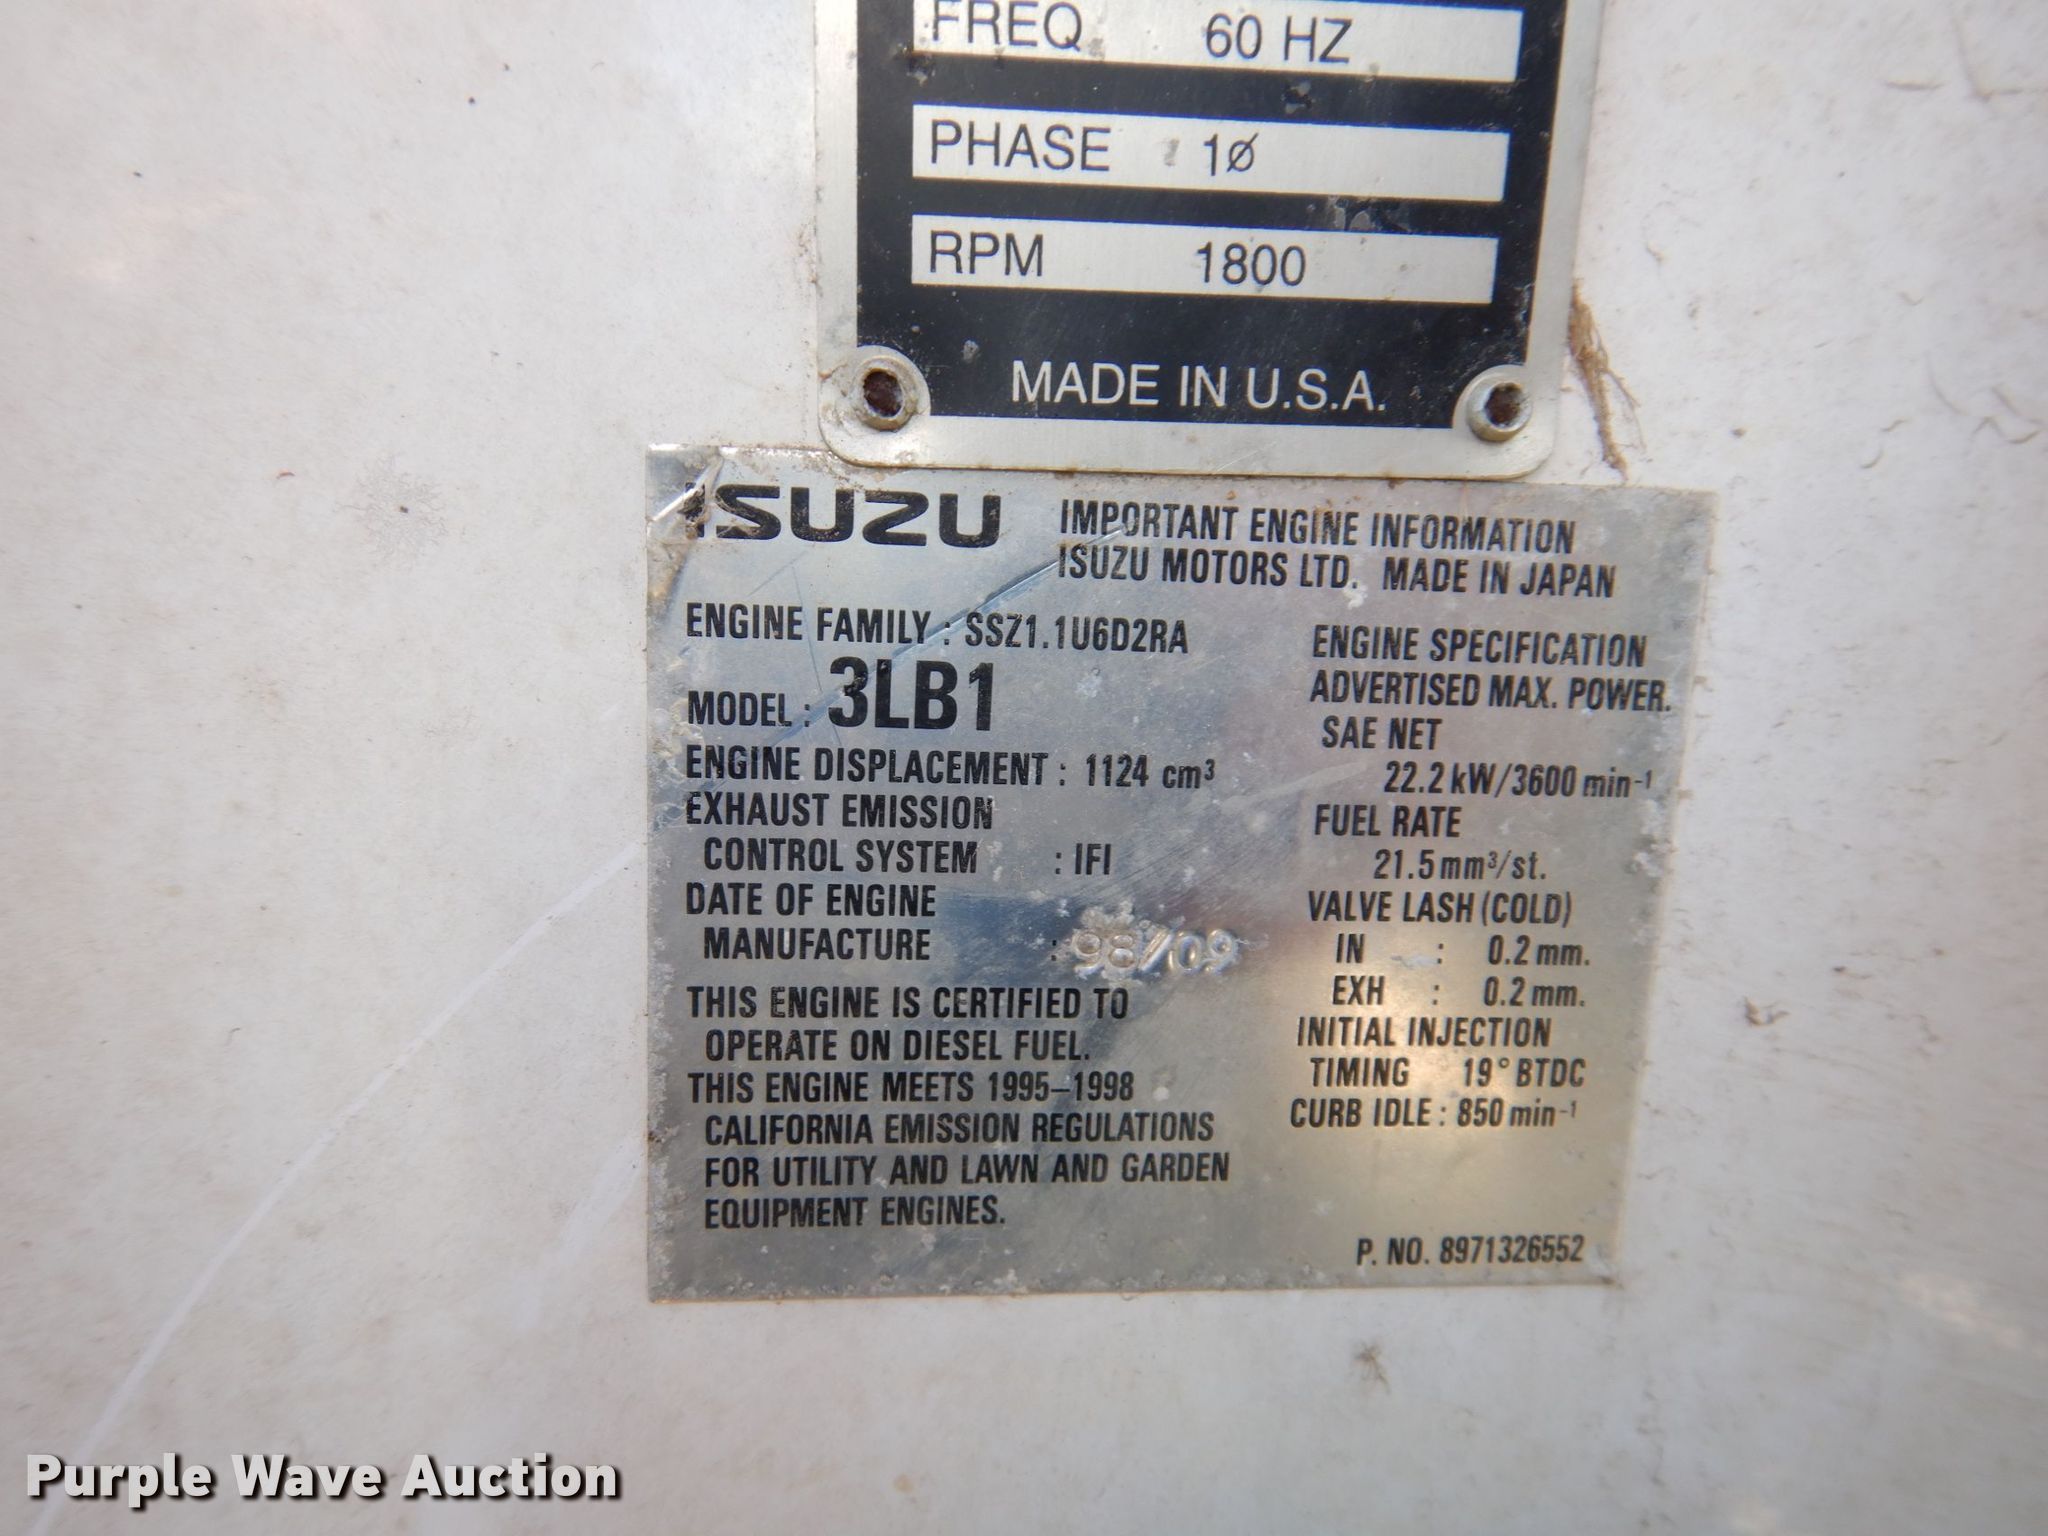 FREQ 60 HZ
PHASE 1Ø
RPM 1800
MADE IN U.S.A.
ISUZU
IMPORTANT ENGINE INFORMATION
ISUZU MOTORS LTD. MADE IN JAPAN
ENGINE FAMILY : SSZ1.1U6D2RA
MODEL : 3LB1
ENGINE DISPLACEMENT : 1124 cm³
EXHAUST EMISSION
CONTROL SYSTEM : IFI
DATE OF ENGINE
MANUFACTURE : 98/09
THIS ENGINE IS CERTIFIED TO
OPERATE ON DIESEL FUEL.
THIS ENGINE MEETS 1995–1998
CALIFORNIA EMISSION REGULATIONS
FOR UTILITY AND LAWN AND GARDEN
EQUIPMENT ENGINES.
ENGINE SPECIFICATION
ADVERTISED MAX. POWER.
SAE NET
22.2 kW/3600 min⁻¹
FUEL RATE
21.5 mm³/st.
VALVE LASH (COLD)
IN : 0.2 mm.
EXH : 0.2 mm.
INITIAL INJECTION
TIMING 19° BTDC
CURB IDLE : 850 min⁻¹
P. NO. 8971326552
Purple Wave Auction